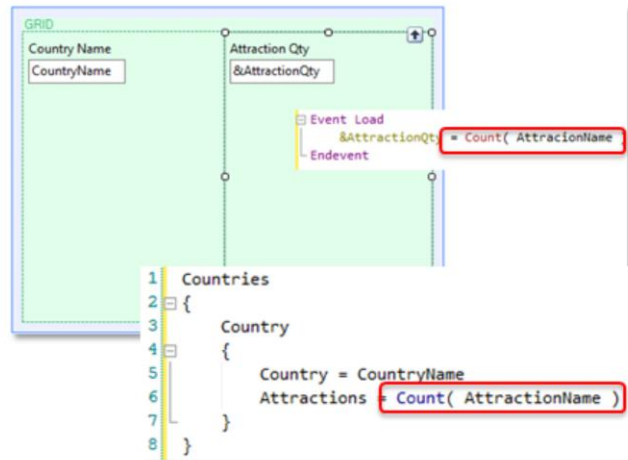 GRID
Country Name
Attraction Qty
CountryName
&AttractionQty
Event Load
&AttractionQty = Count( AttracionName )
Endevent
1 Countries
2 {
3 Country
4 {
5 Country = CountryName
6 Attractions = Count( AttractionName )
7 }
8 }